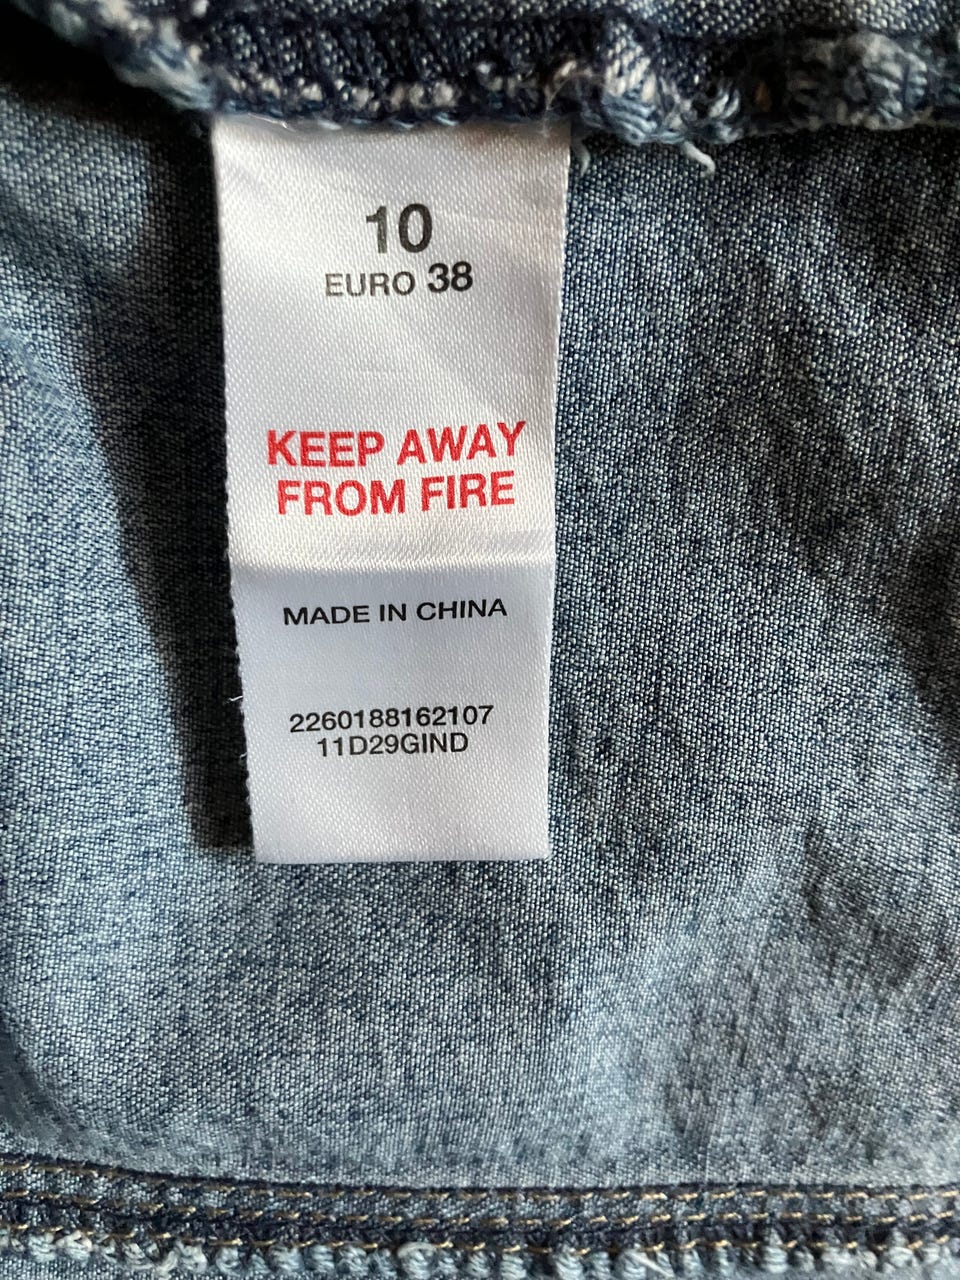 10
EURO 38
KEEP AWAY
FROM FIRE
MADE IN CHINA
2260188162107
11D29GIND